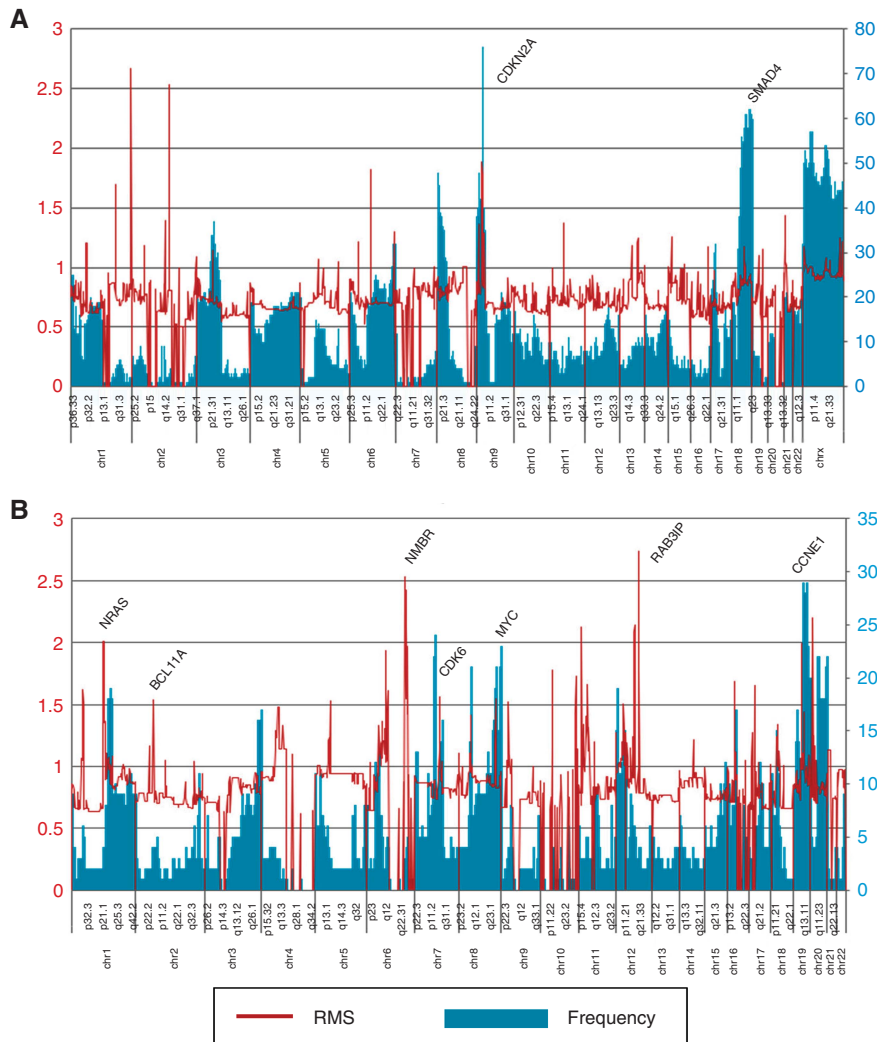 A
3
2.5
2
1.5
1
0.5
0
80
70
60
50
40
30
20
10
0
CDKN2A
SMAD4
p36.33
p32.2
p13.1
q31.3
p25.2
p15
q14.2
q31.1
q37.1
p21.31
q13.11
q26.1
p15.2
q21.23
q31.21
p15.2
q13.1
q23.2
p25.3
p11.2
q22.1
q22.3
q11.21
q31.32
p21.3
q21.11
q24.22
p11.2
q31.1
p12.31
q22.3
p15.4
q13.1
q24.1
q13.13
q23.3
q14.3
q33.3
q24.2
q15.1
q26.3
q22.1
q21.31
q11.1
q23
q13.33
q13.32
q12.3
p11.4
q21.33
chr1
chr2
chr3
chr4
chr5
chr6
chr7
chr8
chr9
chr10
chr11
chr12
chr13
chr14
chr15
chr16
chr17
chr18
chr19
chr20
chr21
chr22
chrx
B
3
2.5
2
1.5
1
0.5
0
35
30
25
20
15
10
5
0
NRAS
BCL11A
NMBR
CDK6
MYC
RAB3IP
CCNE1
p32.3
p21.1
q25.3
q42.2
p22.2
p11.2
q22.1
q32.3
p26.2
p14.3
q13.12
q26.1
p15.32
q13.3
q28.1
q34.2
p13.1
q14.3
q32
p23
q12
q22.31
p22.3
p11.2
q31.1
p23.2
q12.1
q23.1
p22.3
q12
q33.1
p11.22
q23.2
p15.4
q12.3
q23.2
p11.21
q21.33
q12.2
q31.1
q13.3
q32.11
q21.3
p13.2
q22.3
q21.2
p11.21
q22.1
q13.11
q11.23
q22.13
chr1
chr2
chr3
chr4
chr5
chr6
chr7
chr8
chr9
chr10
chr11
chr12
chr13
chr14
chr15
chr16
chr17
chr18
chr19
chr20
chr21
chr22
RMS
Frequency